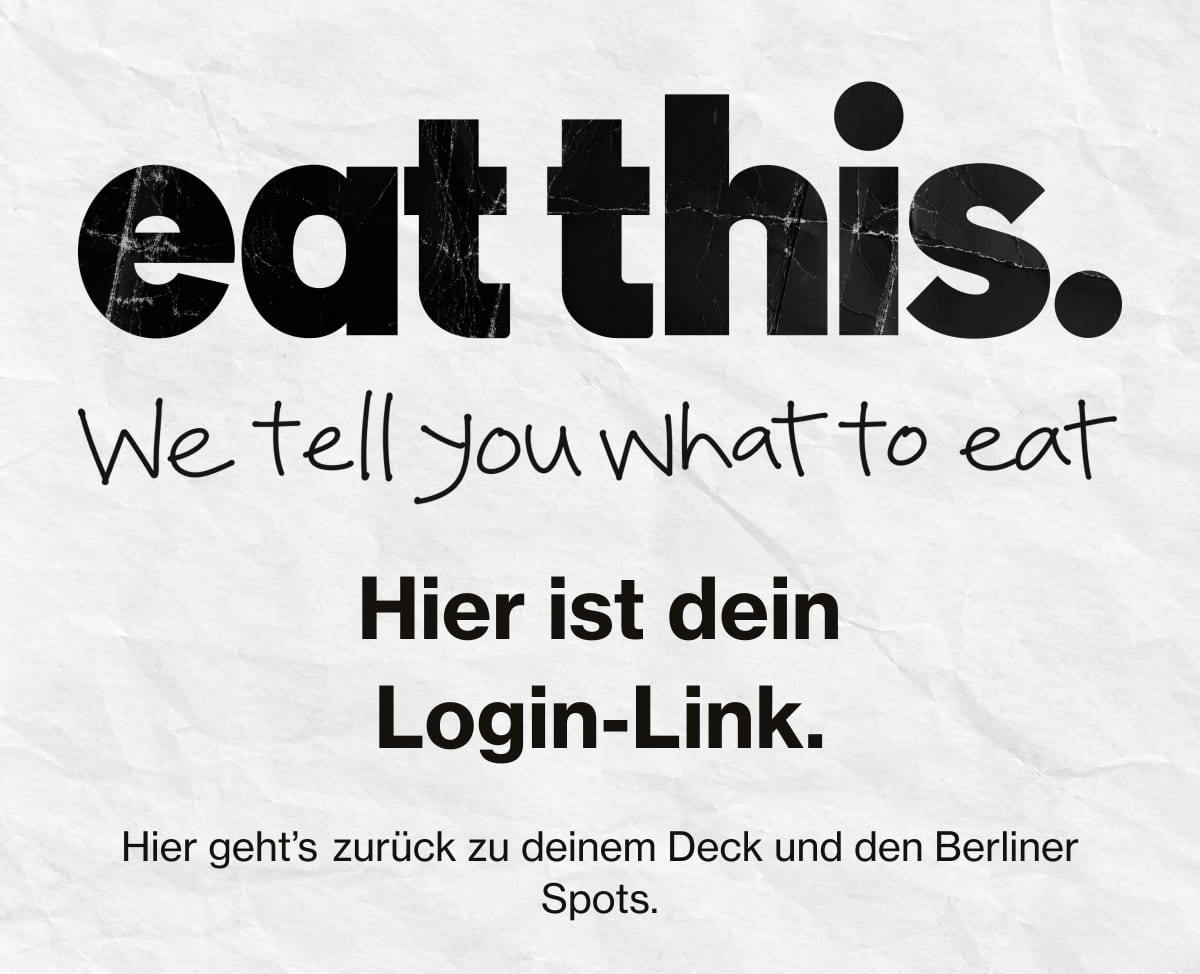 eat this.
We tell you what to eat
Hier ist dein
Login-Link.
Hier geht’s zurück zu deinem Deck und den Berliner
Spots.